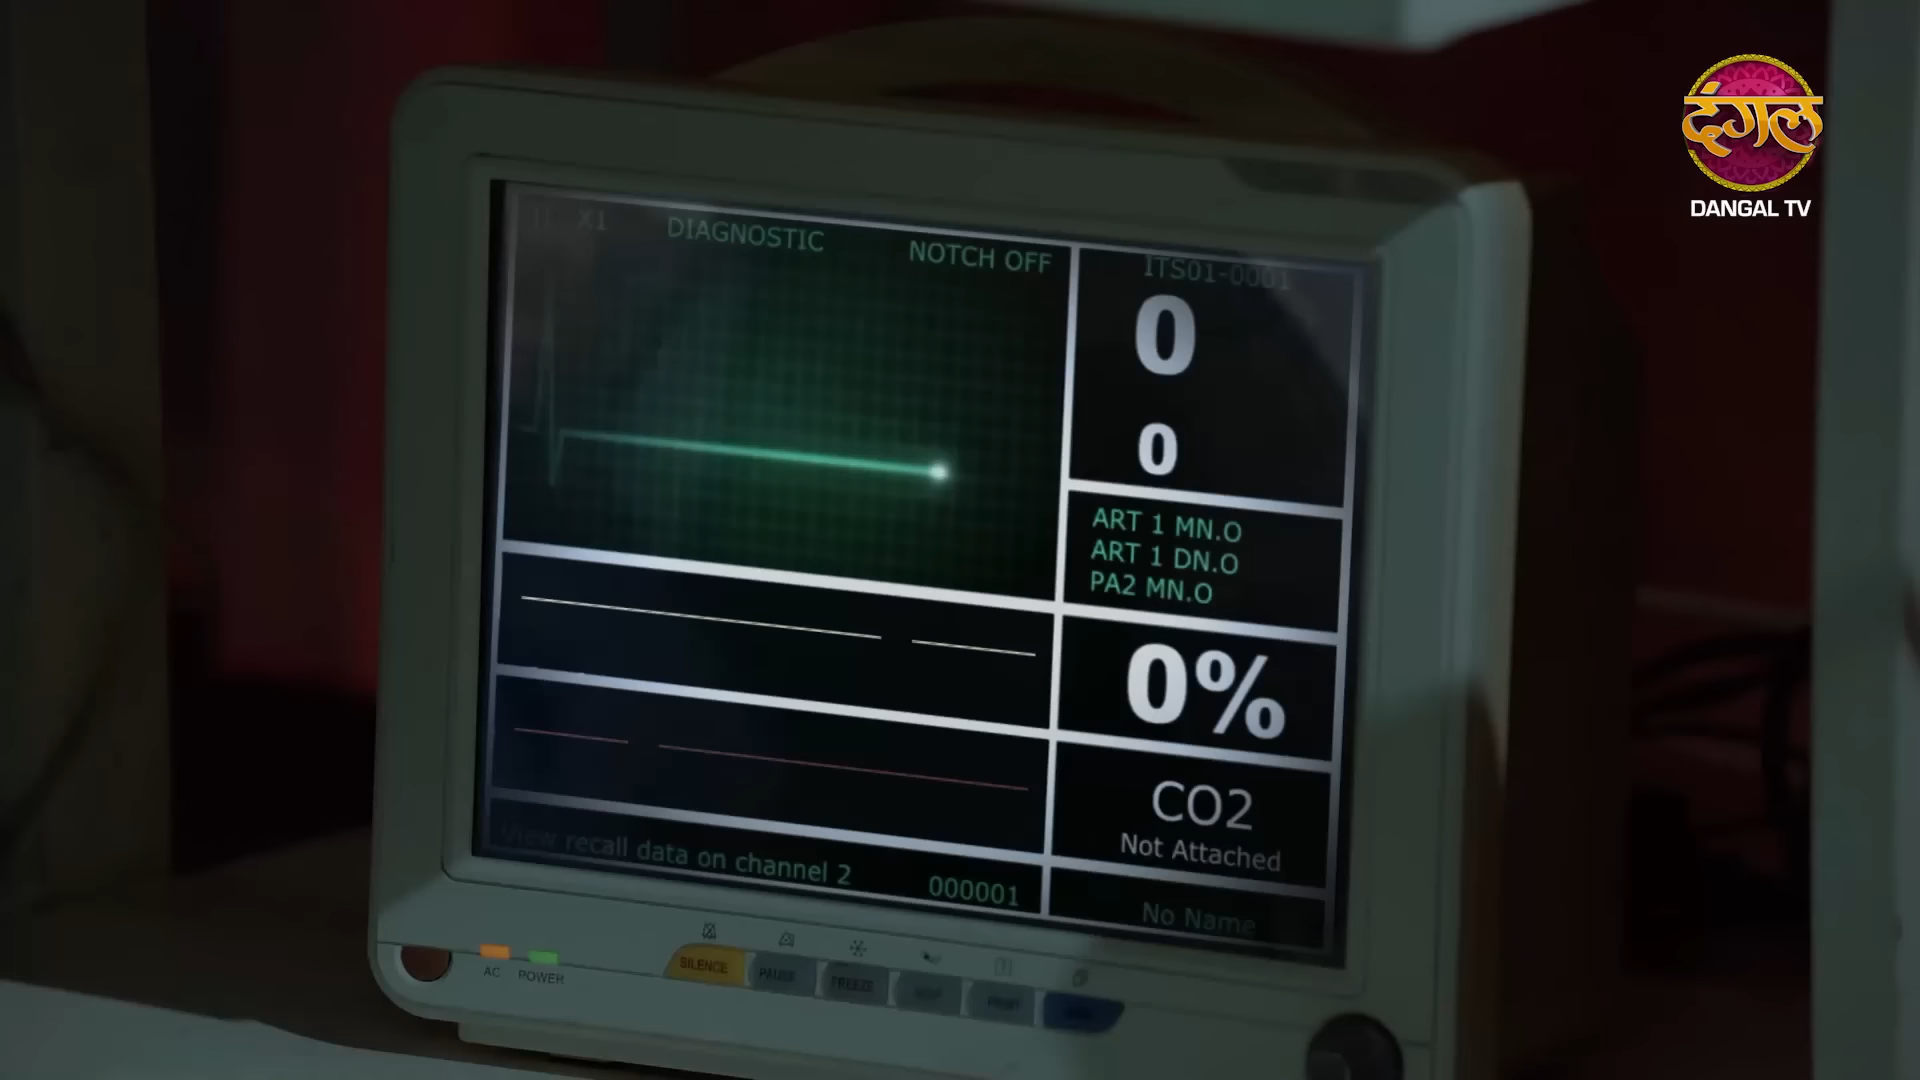 दंगल
DANGAL TV
X1
DIAGNOSTIC
NOTCH OFF
ITS01-0001
0
0
ART 1 MN.O
ART 1 DN.O
PA2 MN.O
0%
CO2
Not Attached
View recall data on channel 2
000001
No Name
AC
POWER
SILENCE
PAUSE
FREEZE
PRINT